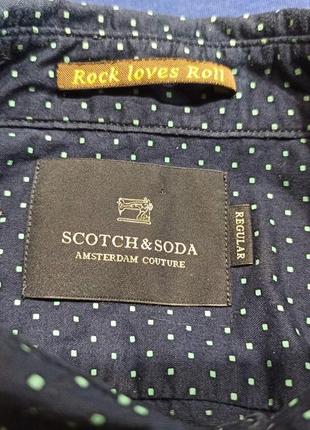 Rock loves Roll
SCOTCH & SODA
AMSTERDAM COUTURE
REGULAR